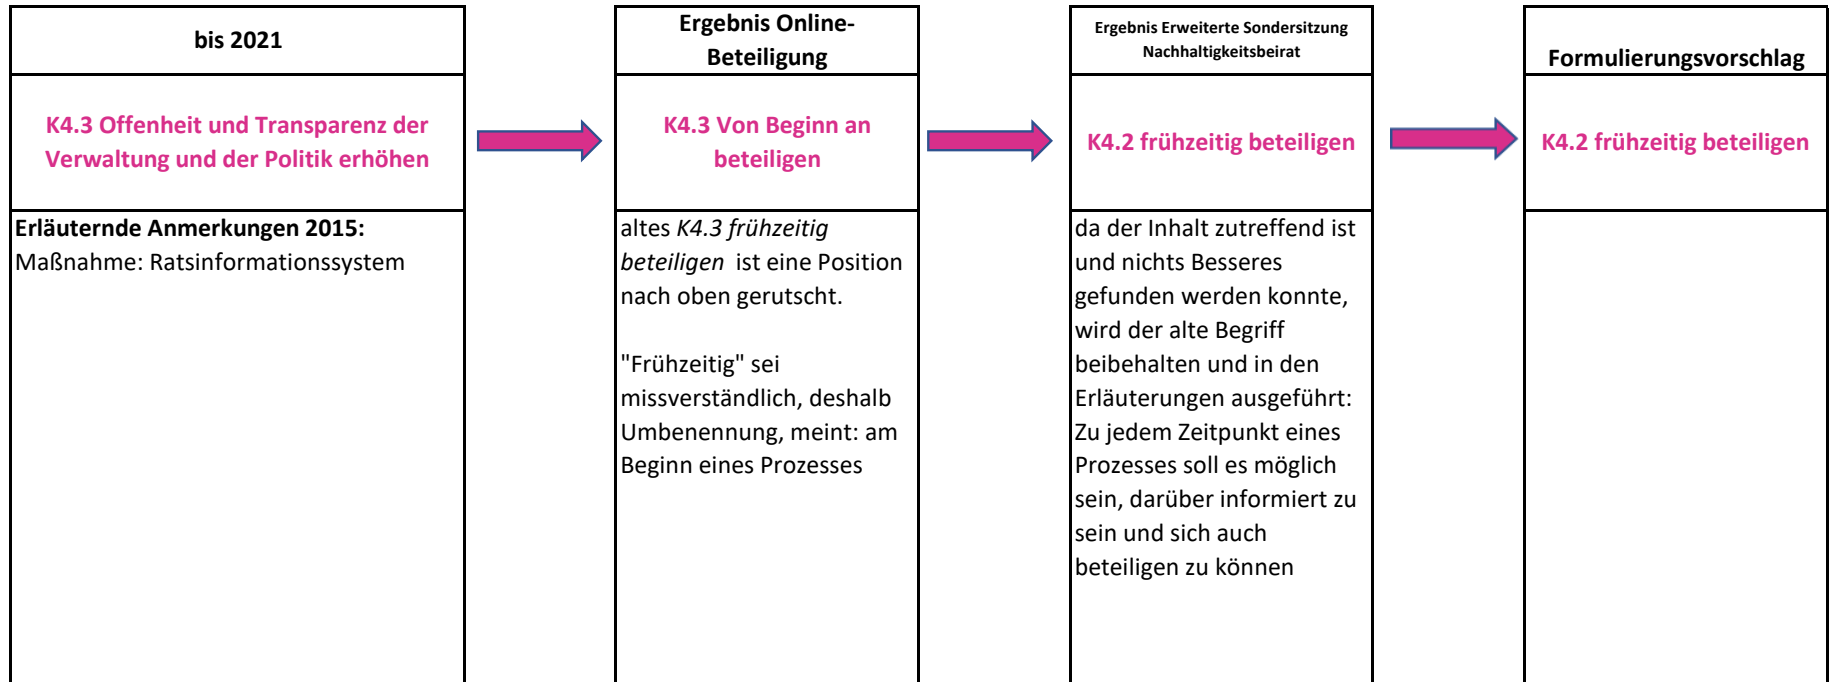 bis 2021
K4.3 Offenheit und Transparenz der
Verwaltung und der Politik erhöhen
Erläuternde Anmerkungen 2015:
Maßnahme: Ratsinformationssystem
Ergebnis Online-
Beteiligung
K4.3 Von Beginn an
beteiligen
altes K4.3 frühzeitig
beteiligen ist eine Position
nach oben gerutscht.
"Frühzeitig" sei
missverständlich, deshalb
Umbenennung, meint: am
Beginn eines Prozesses
Ergebnis Erweiterte Sondersitzung
Nachhaltigkeitsbeirat
K4.2 frühzeitig beteiligen
da der Inhalt zutreffend ist
und nichts Besseres
gefunden werden konnte,
wird der alte Begriff
beibehalten und in den
Erläuterungen ausgeführt:
Zu jedem Zeitpunkt eines
Prozesses soll es möglich
sein, darüber informiert zu
sein und sich auch
beteiligen zu können
Formulierungsvorschlag
K4.2 frühzeitig beteiligen